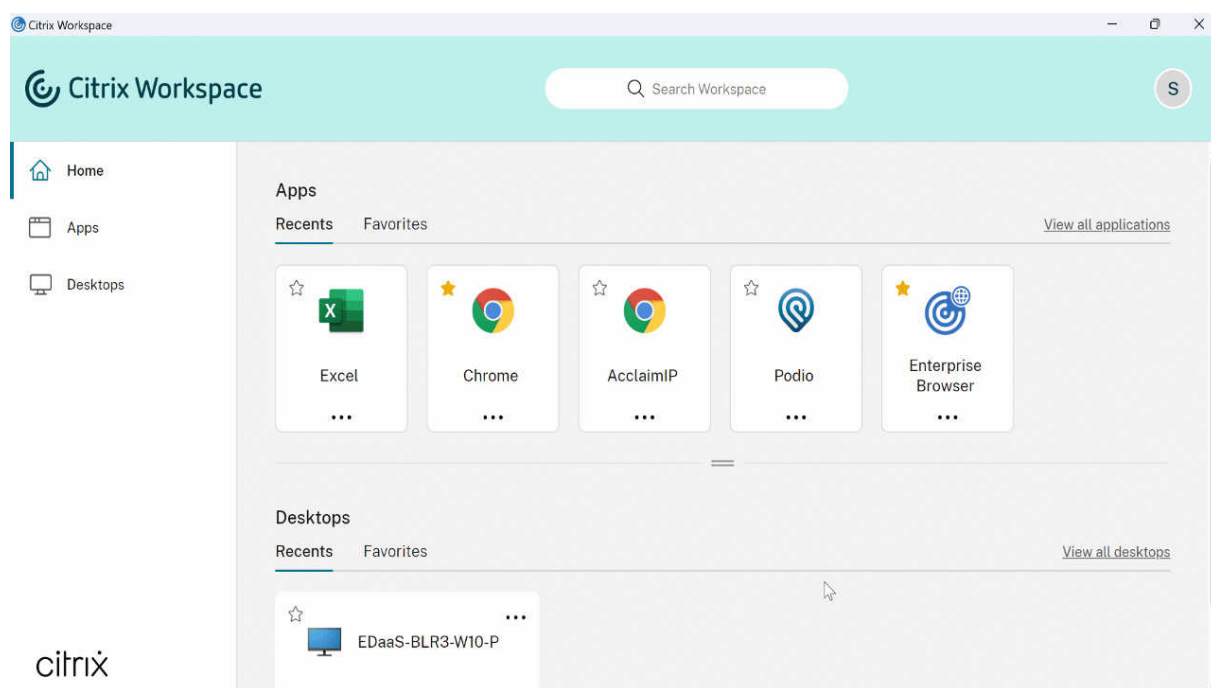 Citrix Workspace
Citrix Workspace
Search Workspace
S
Home
Apps
Desktops
Apps
Recents Favorites View all applications
X
Excel
Chrome
AcclaimIP
Podio
Enterprise
Browser
Desktops
Recents Favorites View all desktops
EDaaS-BLR3-W10-P
citrix